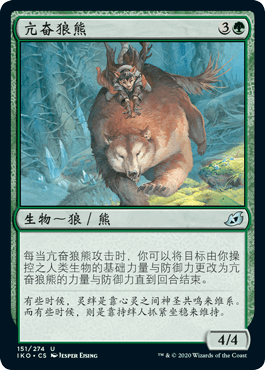 亢奋狼熊 3
生物～狼／熊
每当亢奋狼熊攻击时，你可以将目标由你操
控之人类生物的基础力量与防御力更改为亢
奋狼熊的力量与防御力直到回合结束。
有些时候，灵绊是靠心灵之间神圣共鸣来维系。
而有些时候，则是靠持绊人抓紧坐稳来维持。
4/4
151/274 U
IKO • CS JESPER EJSING ™ & © 2020 Wizards of the Coast